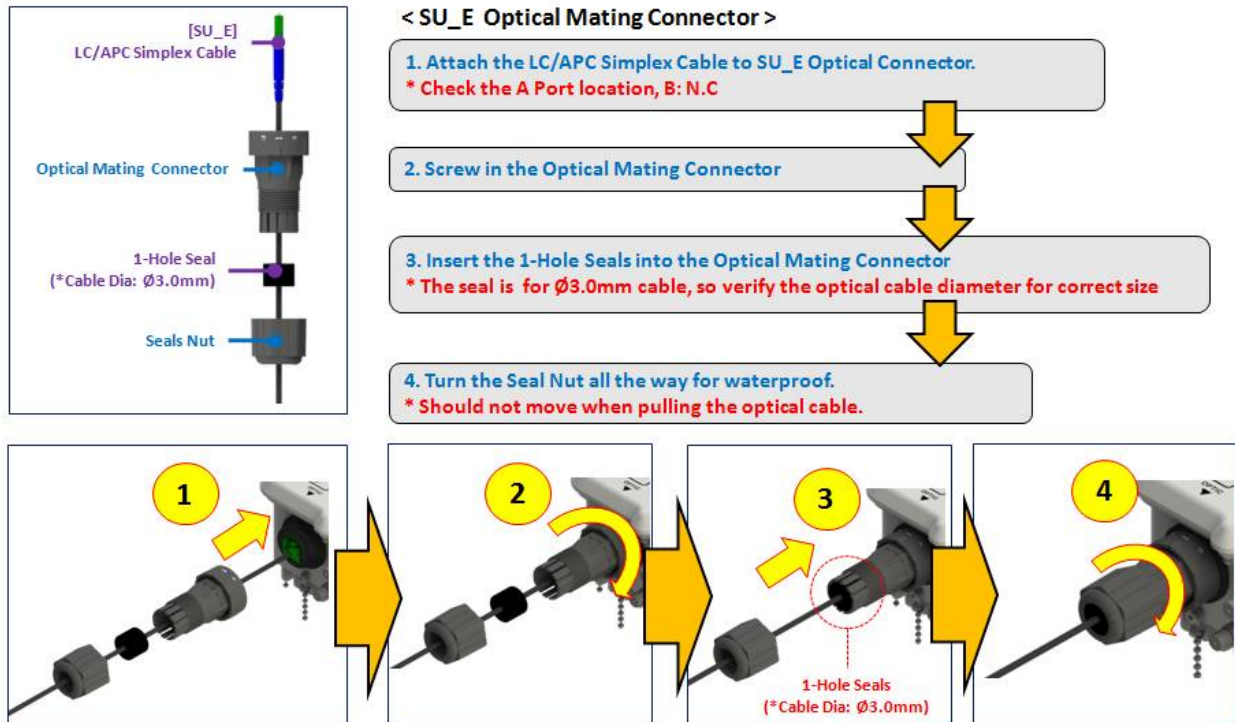 [SU_E]
LC/APC Simplex Cable
Optical Mating Connector
1-Hole Seal
(*Cable Dia: Ø3.0mm)
Seals Nut
< SU_E Optical Mating Connector >
1. Attach the LC/APC Simplex Cable to SU_E Optical Connector.
* Check the A Port location, B: N.C
2. Screw in the Optical Mating Connector
3. Insert the 1-Hole Seals into the Optical Mating Connector
* The seal is for Ø3.0mm cable, so verify the optical cable diameter for correct size
4. Turn the Seal Nut all the way for waterproof.
* Should not move when pulling the optical cable.
1
2
3
1-Hole Seals
(*Cable Dia: Ø3.0mm)
4
OPTIC